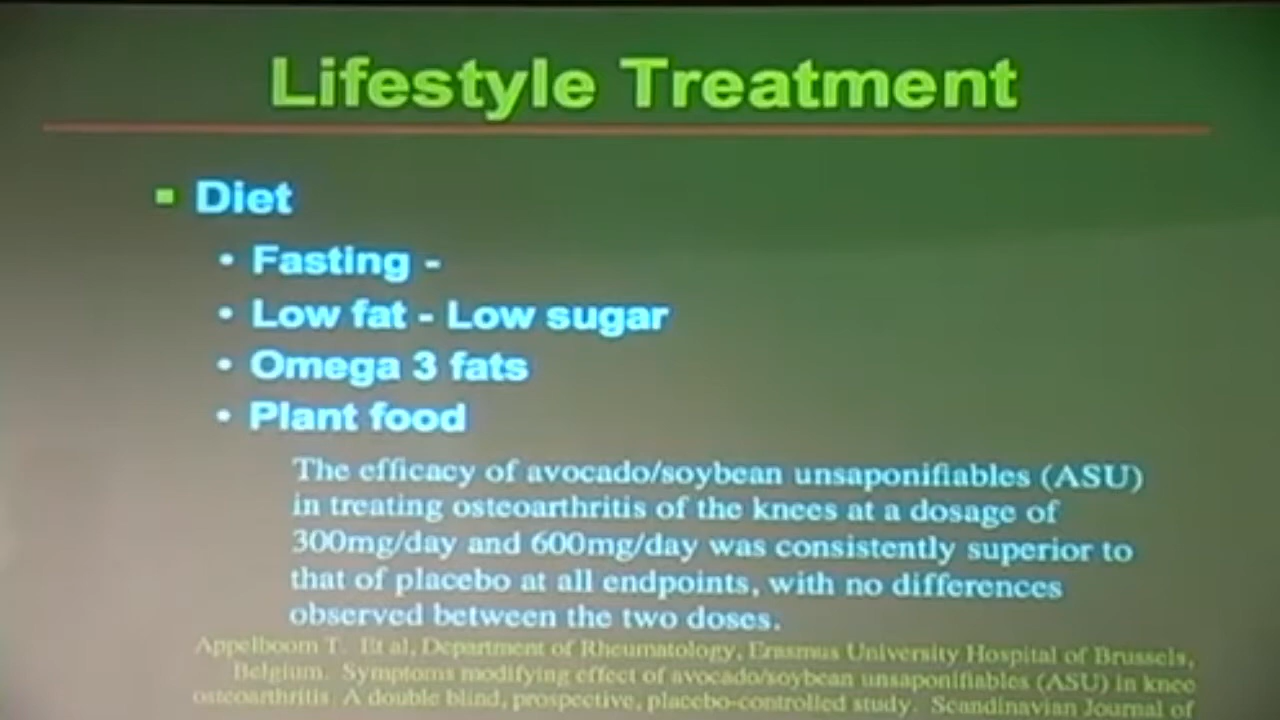 Lifestyle Treatment
▪ Diet
• Fasting -
• Low fat - Low sugar
• Omega 3 fats
• Plant food
The efficacy of avocado/soybean unsaponifiables (ASU)
in treating osteoarthritis of the knees at a dosage of
300mg/day and 600mg/day was consistently superior to
that of placebo at all endpoints, with no differences
observed between the two doses.
Appelboom T. Et al, Department of Rheumatology, Erasmus University Hospital of Brussels,
Belgium. Symptoms modifying effect of avocado/soybean unsaponifiables (ASU) in knee
osteoarthritis. A double blind, prospective, placebo-controlled study. Scandinavian Journal of